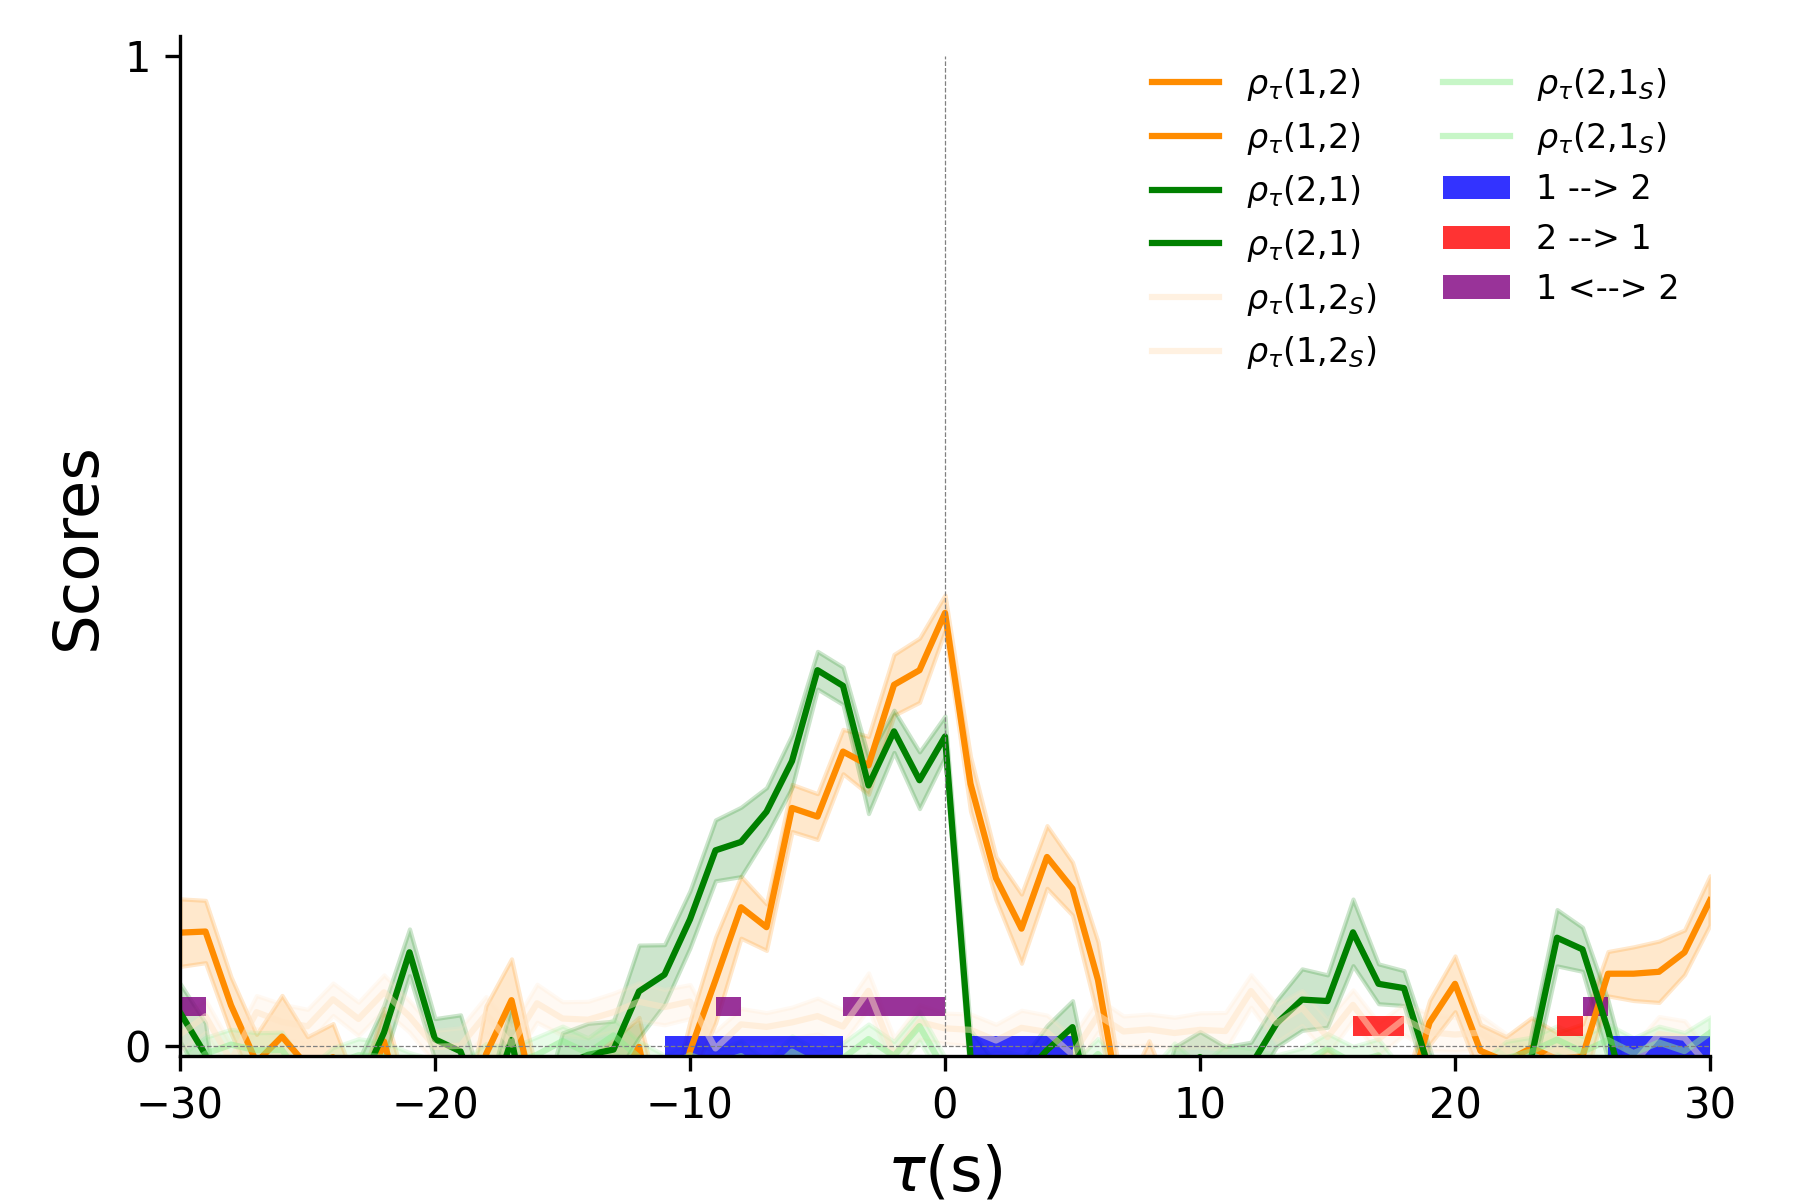 1
0
Scores
−30 −20 −10 0 10 20 30
τ(s)
ρτ(1,2)
ρτ(1,2)
ρτ(2,1)
ρτ(2,1)
ρτ(1,2S)
ρτ(1,2S)
ρτ(2,1S)
ρτ(2,1S)
1 --> 2
2 --> 1
1 <--> 2